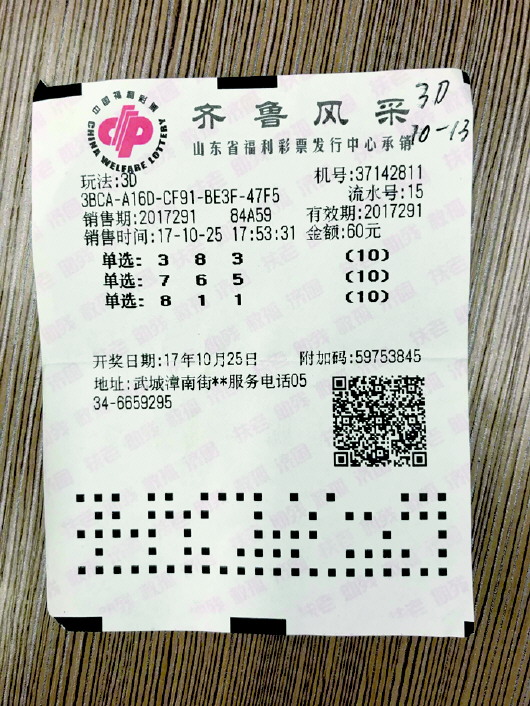 中国福利彩票
CHINA WELFARE LOTTERY
齐鲁风采
3D
山东省福利彩票发行中心承销
10-13
玩法:3D
机号:37142811
3BCA-A16D-CF91-BE3F-47F5
流水号:15
销售期:2017291 84A59 有效期:2017291
销售时间:17-10-25 17:53:31 金额:60元
单选: 3 8 3 (10)
单选: 7 6 5 (10)
单选: 8 1 1 (10)
开奖日期:17年10月25日 附加码:59753845
地址:武城漳南街**服务电话05
34-6659295